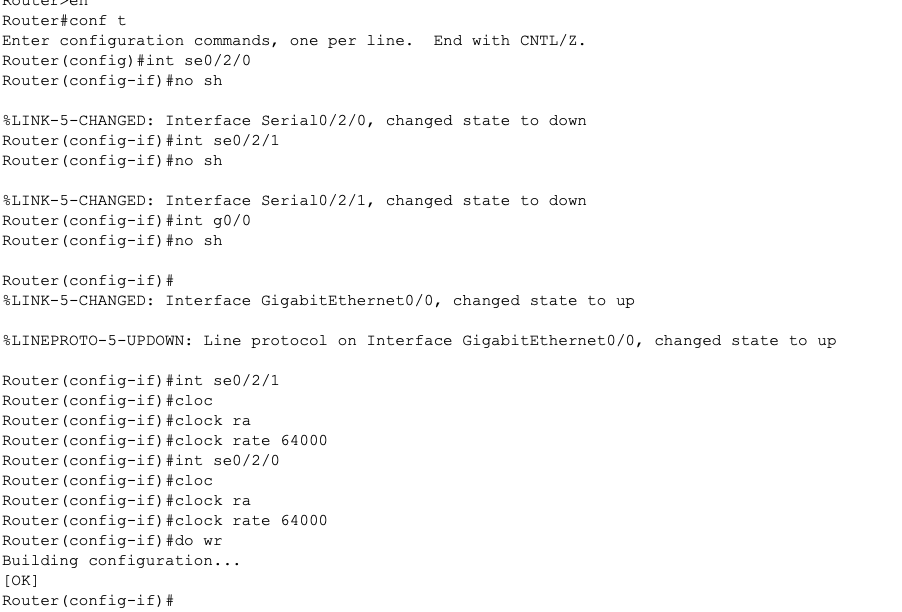 Router>en
Router#conf t
Enter configuration commands, one per line.  End with CNTL/Z.
Router(config)#int se0/2/0
Router(config-if)#no sh
%LINK-5-CHANGED: Interface Serial0/2/0, changed state to down
Router(config-if)#int se0/2/1
Router(config-if)#no sh
%LINK-5-CHANGED: Interface Serial0/2/1, changed state to down
Router(config-if)#int g0/0
Router(config-if)#no sh
Router(config-if)#
%LINK-5-CHANGED: Interface GigabitEthernet0/0, changed state to up
%LINEPROTO-5-UPDOWN: Line protocol on Interface GigabitEthernet0/0, changed state to up
Router(config-if)#int se0/2/1
Router(config-if)#cloc
Router(config-if)#clock ra
Router(config-if)#clock rate 64000
Router(config-if)#int se0/2/0
Router(config-if)#cloc
Router(config-if)#clock ra
Router(config-if)#clock rate 64000
Router(config-if)#do wr
Building configuration...
[OK]
Router(config-if)#